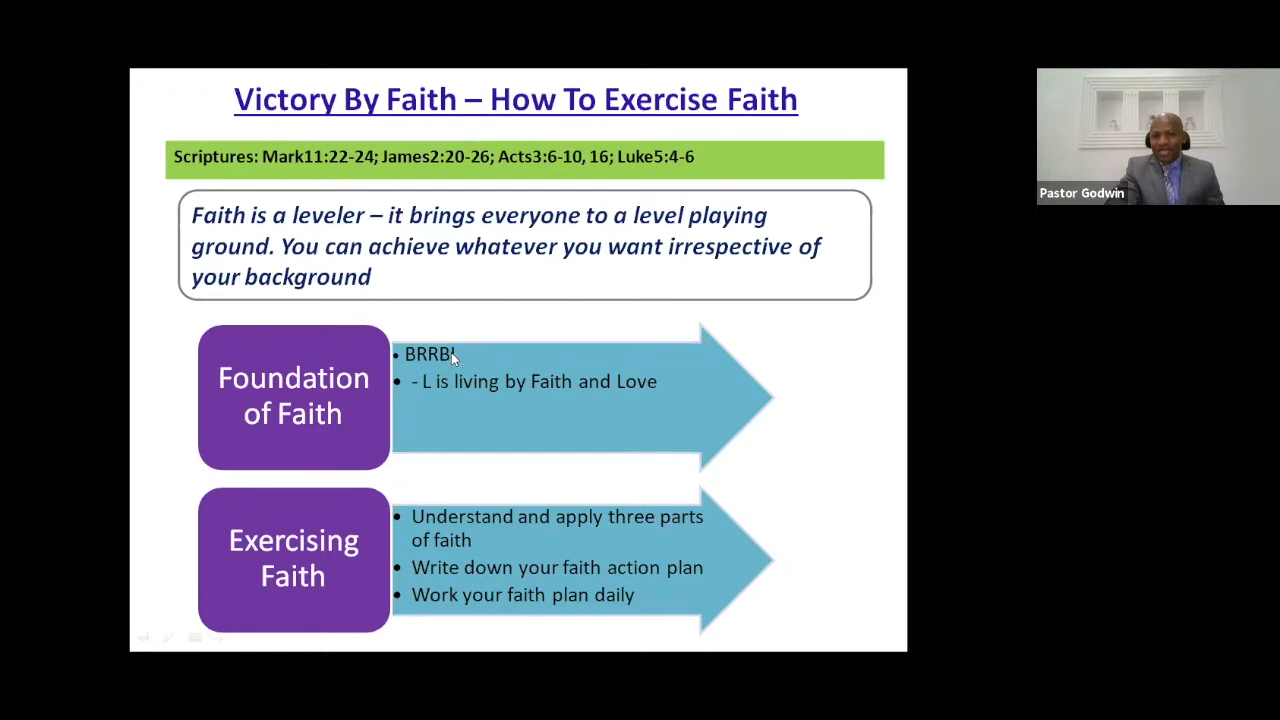 Victory By Faith – How To Exercise Faith
Scriptures: Mark11:22-24; James2:20-26; Acts3:6-10, 16; Luke5:4-6
Faith is a leveler – it brings everyone to a level playing
ground. You can achieve whatever you want irrespective of
your background
Foundation
of Faith
• BRRBL
• - L is living by Faith and Love
Exercising
Faith
• Understand and apply three parts
of faith
• Write down your faith action plan
• Work your faith plan daily
Pastor Godwin